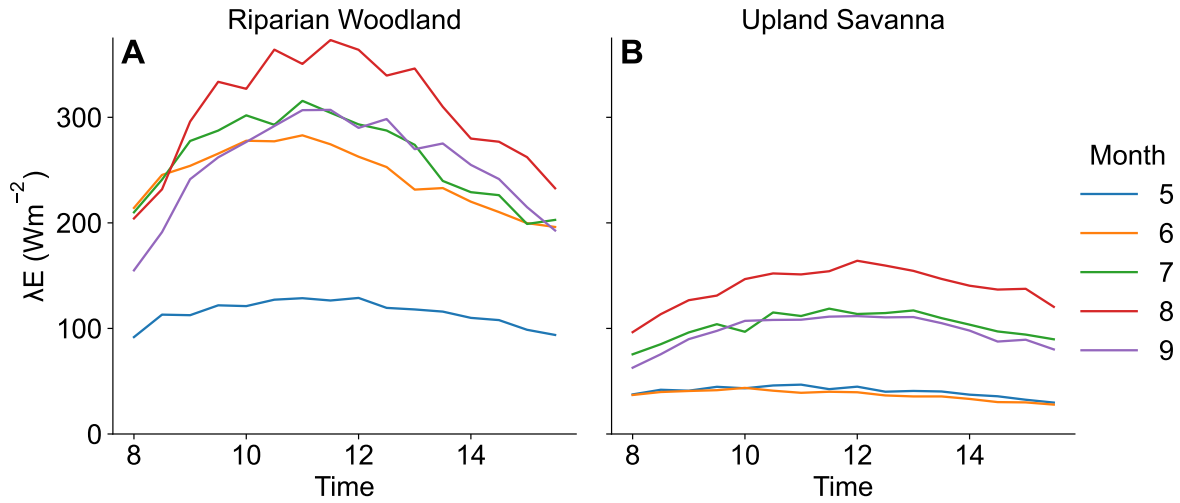 Riparian Woodland
Upland Savanna
A
B
λE (Wm⁻²)
300
200
100
0
8 10 12 14
8 10 12 14
Time
Time
Month
5
6
7
8
9